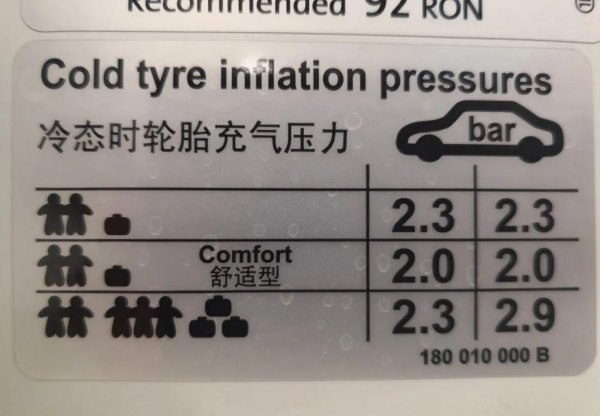 Recommended 92 RON
Cold tyre inflation pressures
冷态时轮胎充气压力
bar
2.3 2.3
Comfort
舒适型
2.0 2.0
2.3 2.9
180 010 000 B